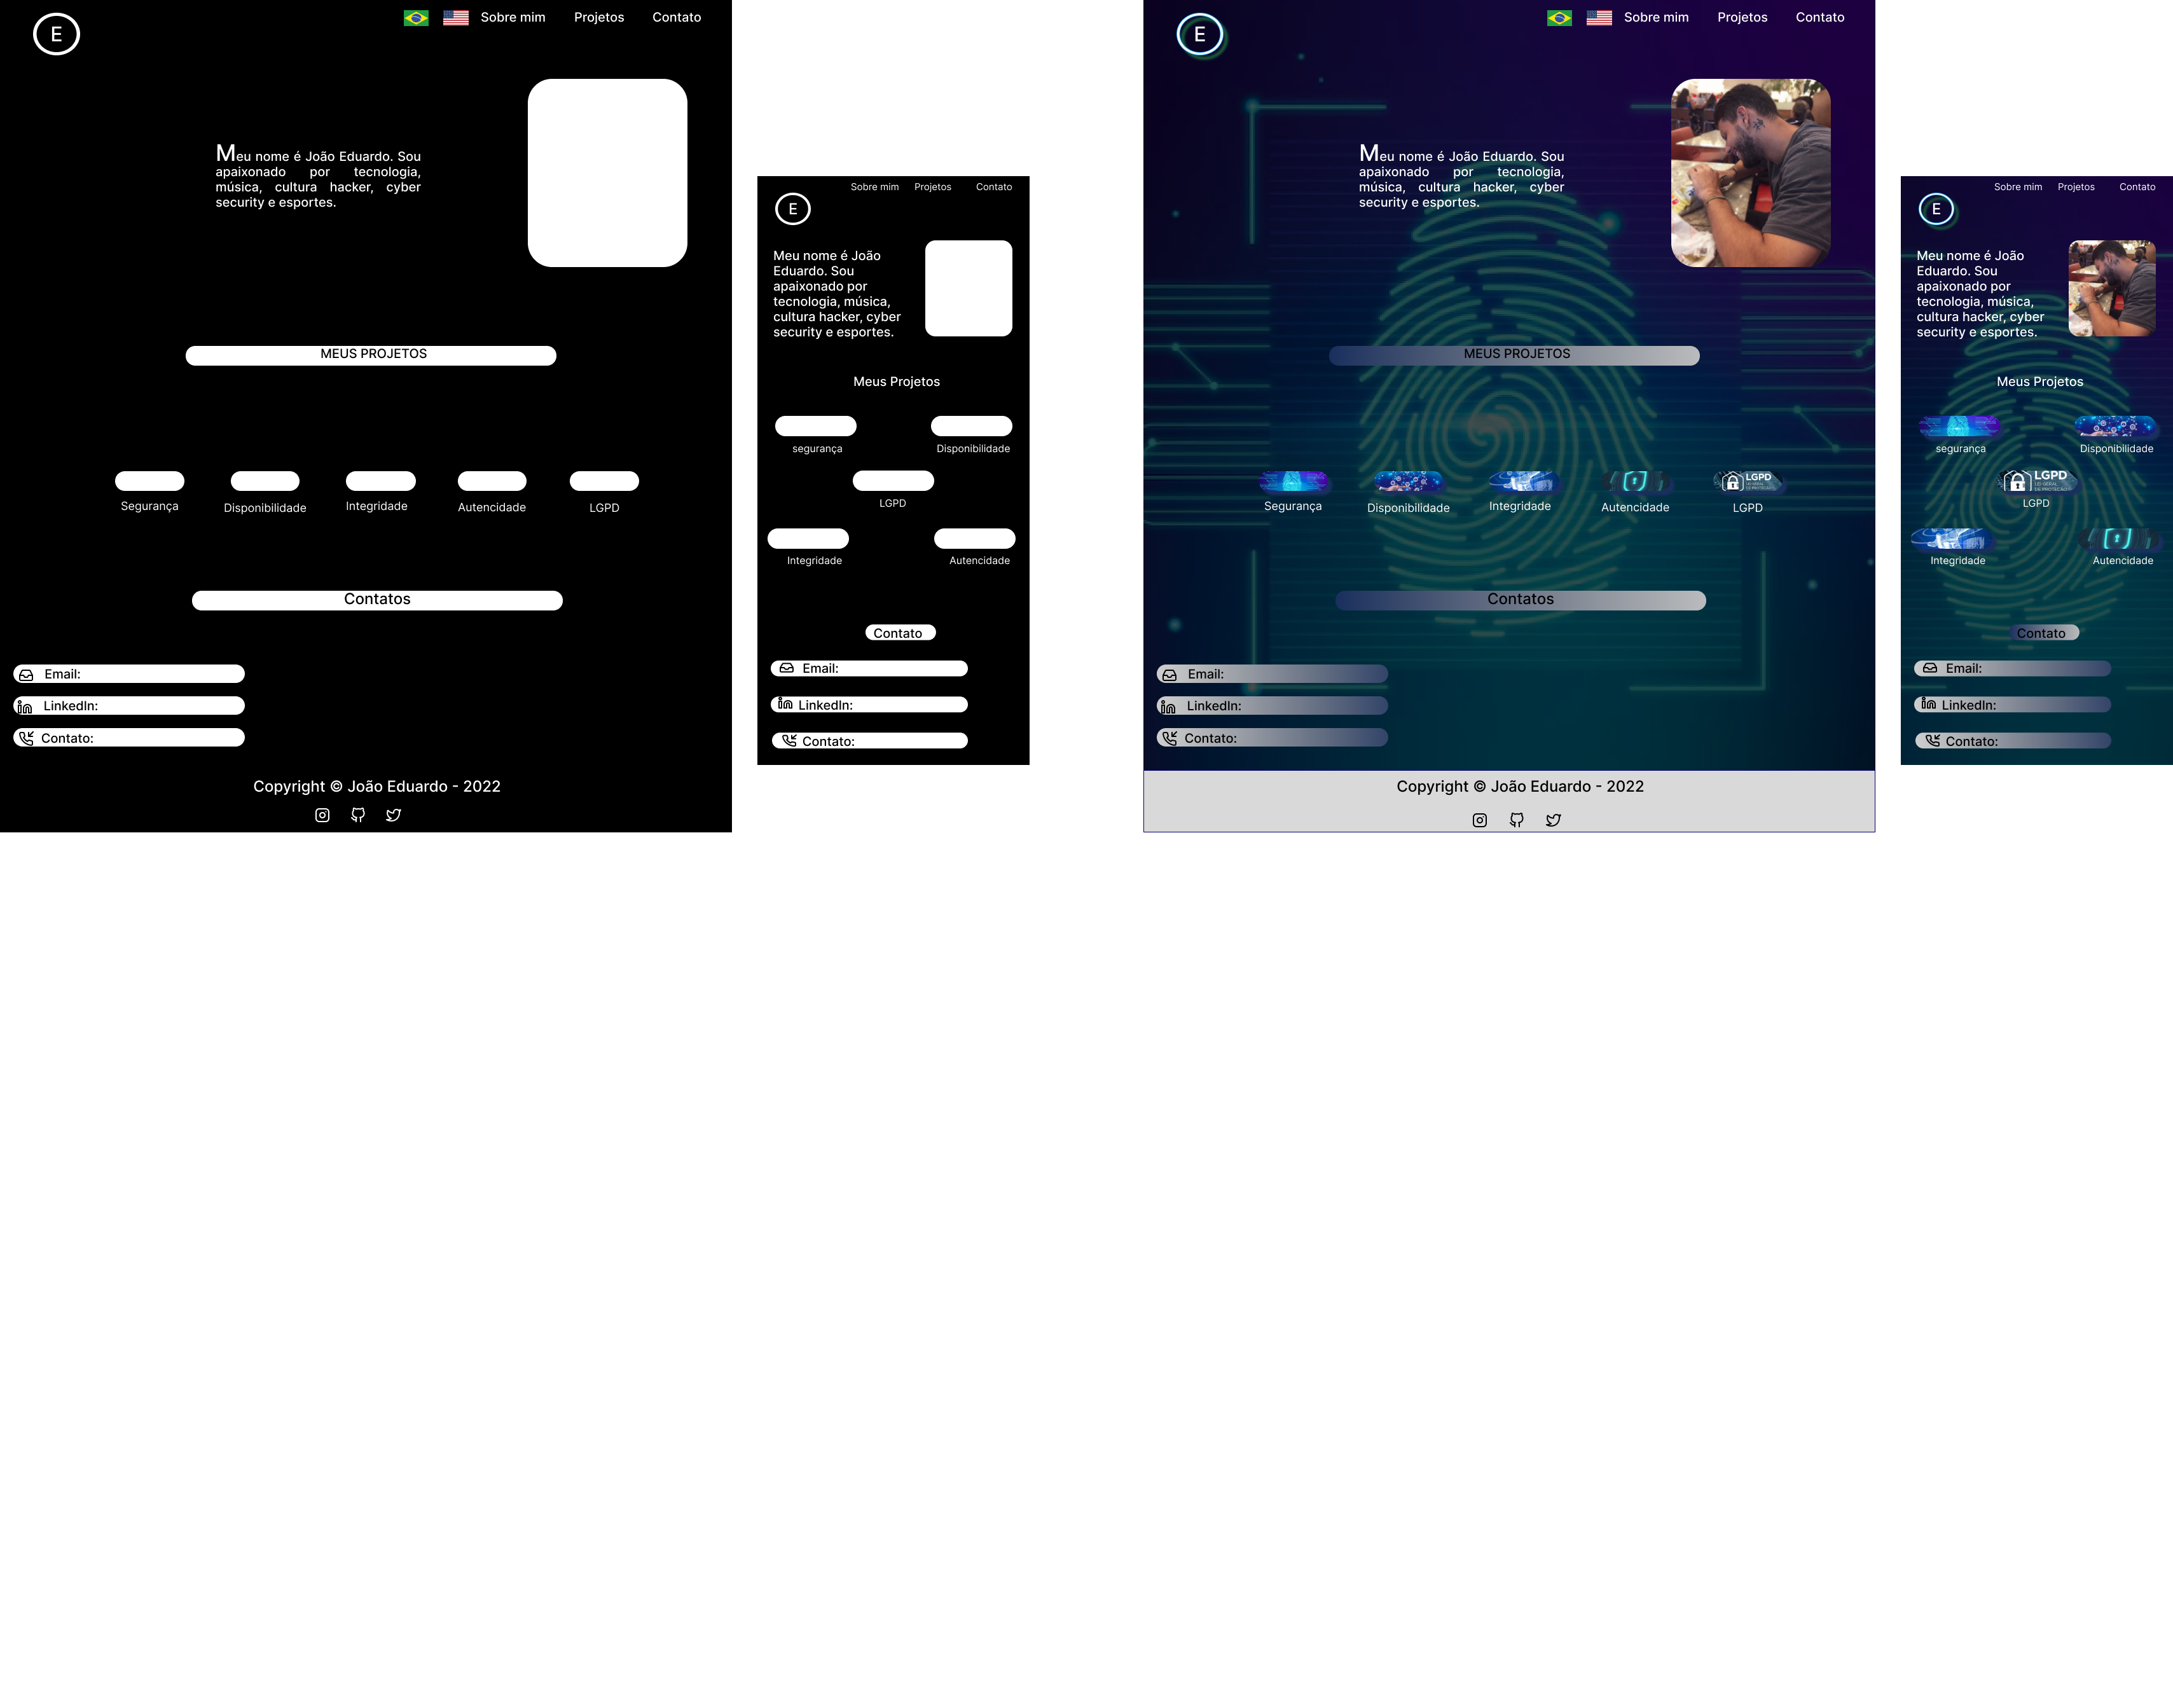 E
Sobre mim
Projetos
Contato
Meu nome é João Eduardo. Sou
apaixonado por tecnologia,
música, cultura hacker, cyber
security e esportes.
MEUS PROJETOS
Segurança
Disponibilidade
Integridade
Autencidade
LGPD
Contatos
Email:
LinkedIn:
Contato:
Copyright © João Eduardo - 2022
Sobre mim
Projetos
Contato
E
Meu nome é João
Eduardo. Sou
apaixonado por
tecnologia, música,
cultura hacker, cyber
security e esportes.
Meus Projetos
segurança
Disponibilidade
LGPD
Integridade
Autencidade
Contato
Email:
LinkedIn:
Contato:
E
Sobre mim
Projetos
Contato
Meu nome é João Eduardo. Sou
apaixonado por tecnologia,
música, cultura hacker, cyber
security e esportes.
MEUS PROJETOS
LGPD
Segurança
Disponibilidade
Integridade
Autencidade
LGPD
Contatos
Email:
LinkedIn:
Contato:
Copyright © João Eduardo - 2022
Sobre mim
Projetos
Contato
E
Meu nome é João
Eduardo. Sou
apaixonado por
tecnologia, música,
cultura hacker, cyber
security e esportes.
Meus Projetos
segurança
Disponibilidade
LGPD
LGPD
Integridade
Autencidade
Contato
Email:
LinkedIn:
Contato: